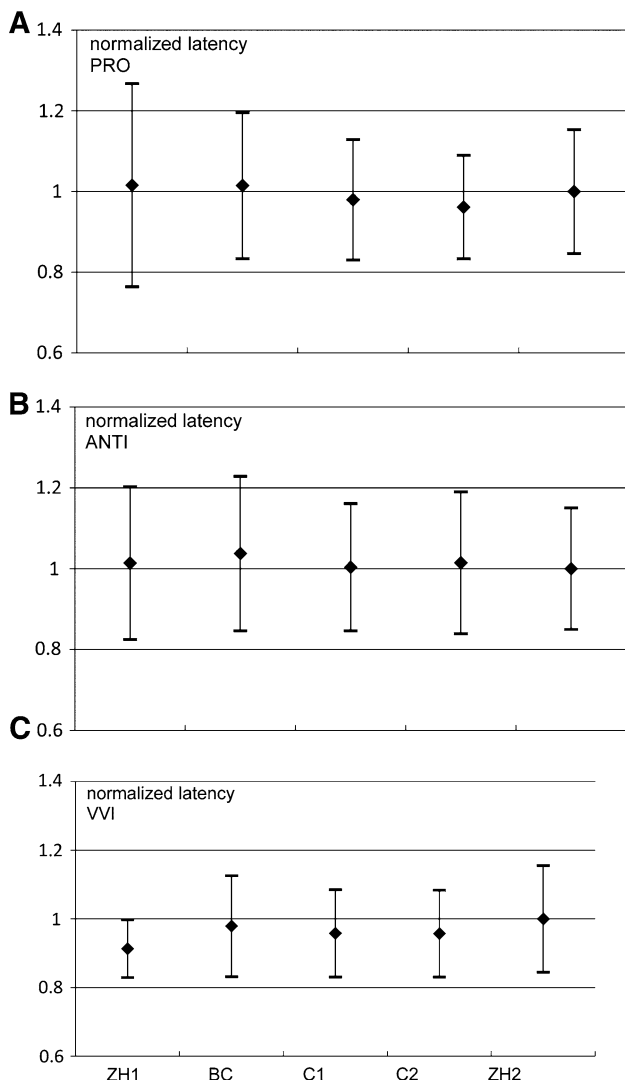 A
1.4
normalized latency
PRO
1.2
1
0.8
0.6
B
1.4
normalized latency
ANTI
1.2
1
0.8
0.6
C
1.4
normalized latency
VVI
1.2
1
0.8
0.6
ZH1 BC C1 C2 ZH2